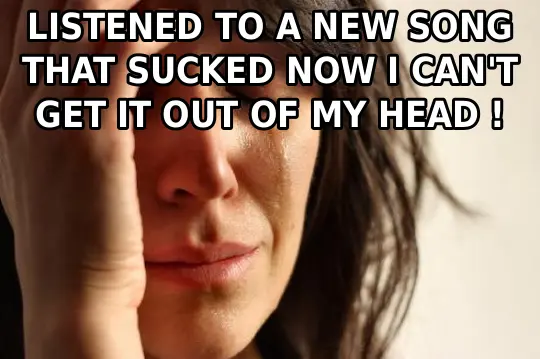 LISTENED TO A NEW SONG
THAT SUCKED NOW I CAN'T
GET IT OUT OF MY HEAD !